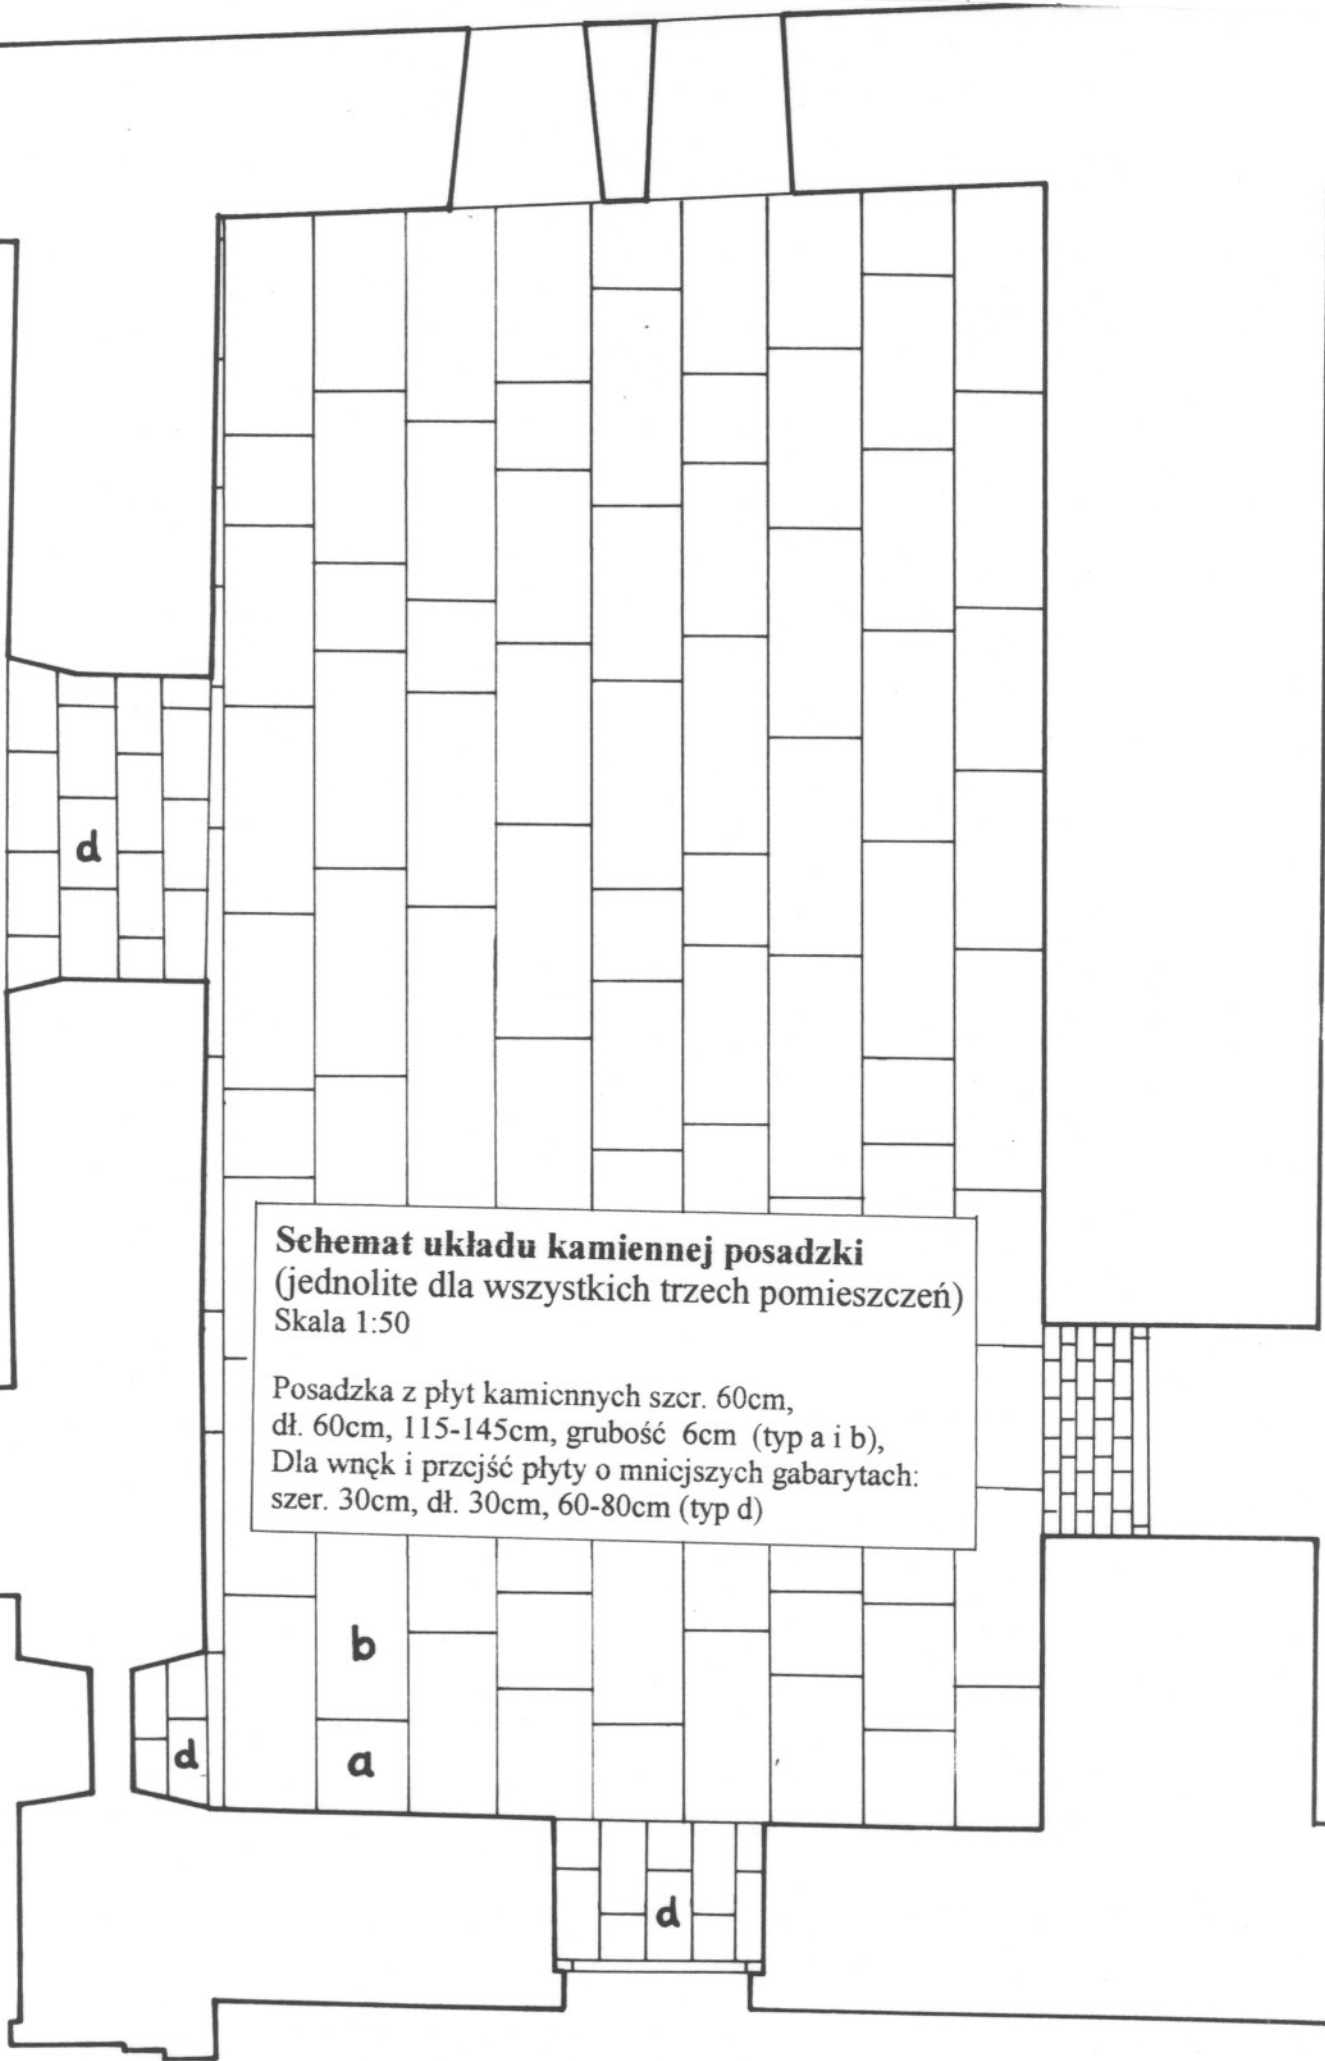 d
Schemat układu kamiennej posadzki
(jednolite dla wszystkich trzech pomieszczeń)
Skala 1:50
Posadzka z płyt kamiennych szer. 60cm,
dł. 60cm, 115-145cm, grubość 6cm (typ a i b),
Dla wnęk i przejść płyty o mniejszych gabarytach:
szer. 30cm, dł. 30cm, 60-80cm (typ d)
b
d
a
d